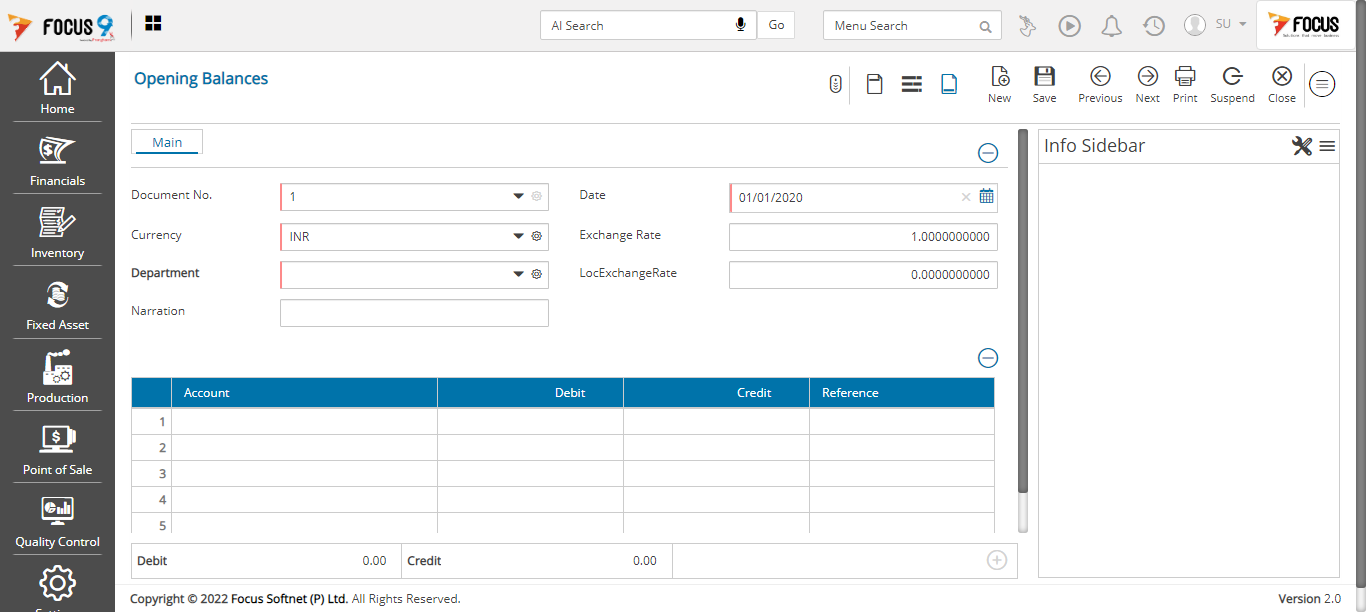 FOCUS 9
AI Search
Go
Menu Search
SU
FOCUS
Home
Financials
Inventory
Fixed Asset
Production
Point of Sale
Quality Control
Opening Balances
New
Save
Previous
Next
Print
Suspend
Close
Main
Document No.
1
Date
01/01/2020
Currency
INR
Exchange Rate
1.0000000000
Department
LocExchangeRate
0.0000000000
Narration
Account Debit Credit Reference
1
2
3
4
5
Debit 0.00 Credit 0.00
Info Sidebar
Copyright © 2022 Focus Softnet (P) Ltd. All Rights Reserved.
Version 2.0